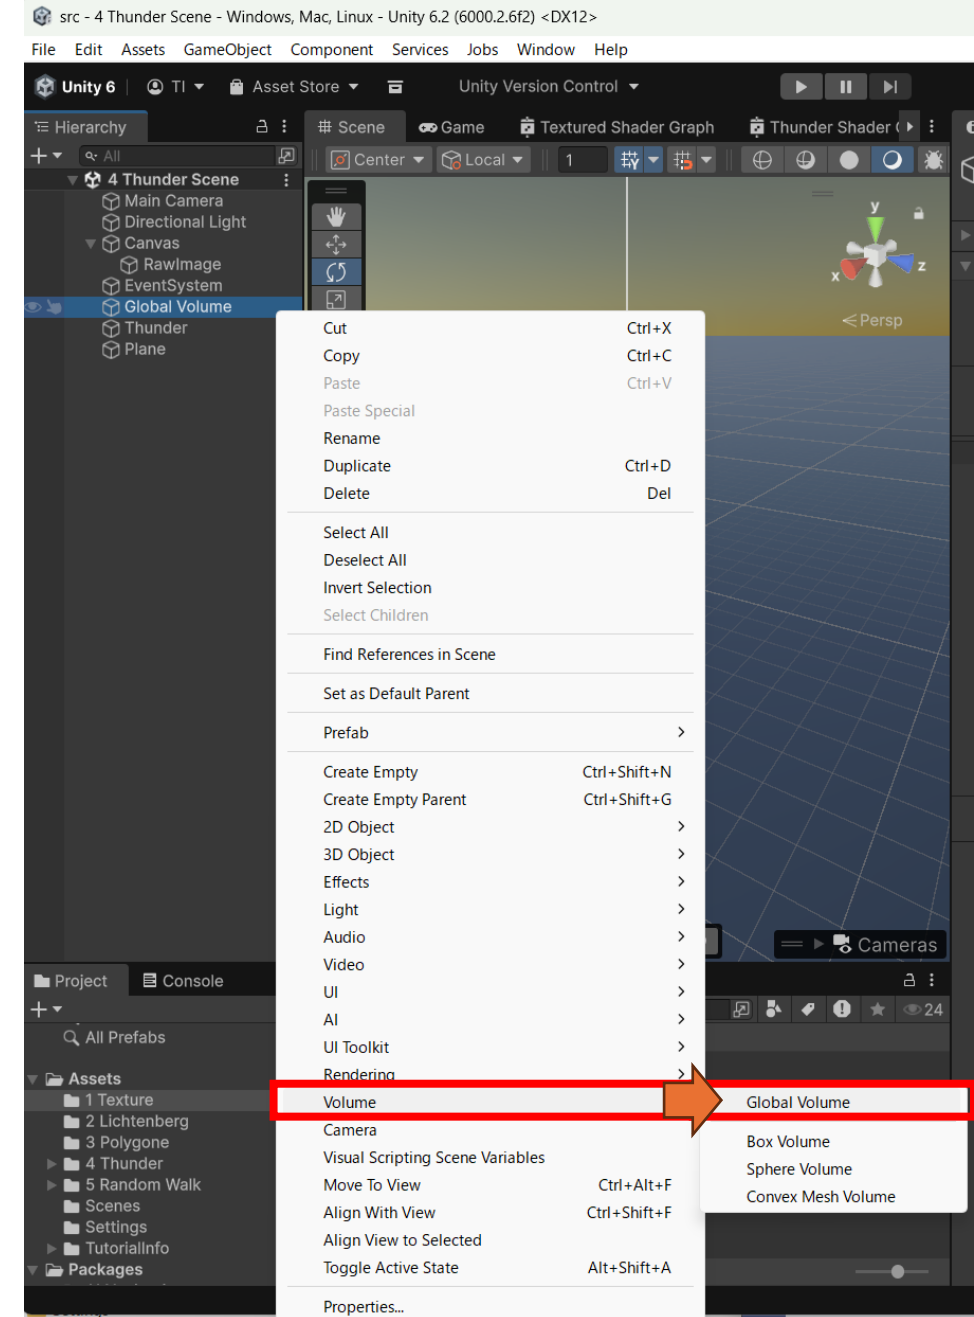 src - 4 Thunder Scene - Windows, Mac, Linux - Unity 6.2 (6000.2.6f2) <DX12>
File Edit Assets GameObject Component Services Jobs Window Help
Unity 6 TI Asset Store Unity Version Control
Hierarchy
# Scene Game Textured Shader Graph Thunder Shader
All
Center Local 1
4 Thunder Scene
Main Camera
Directional Light
Canvas
RawImage
EventSystem
Global Volume
Thunder
Plane
y
x
z
Persp
Cut Ctrl+X
Copy Ctrl+C
Paste Ctrl+V
Paste Special
Rename
Duplicate Ctrl+D
Delete Del
Select All
Deselect All
Invert Selection
Select Children
Find References in Scene
Set as Default Parent
Prefab
Create Empty Ctrl+Shift+N
Create Empty Parent Ctrl+Shift+G
2D Object
3D Object
Effects
Light
Audio
Video
UI
AI
UI Toolkit
Rendering
Volume
Camera
Visual Scripting Scene Variables
Move To View Ctrl+Alt+F
Align With View Ctrl+Shift+F
Align View to Selected
Toggle Active State Alt+Shift+A
Properties...
Global Volume
Box Volume
Sphere Volume
Convex Mesh Volume
Cameras
Project Console
24
All Prefabs
Assets
1 Texture
2 Lichtenberg
3 Polygone
4 Thunder
5 Random Walk
Scenes
Settings
TutorialInfo
Packages